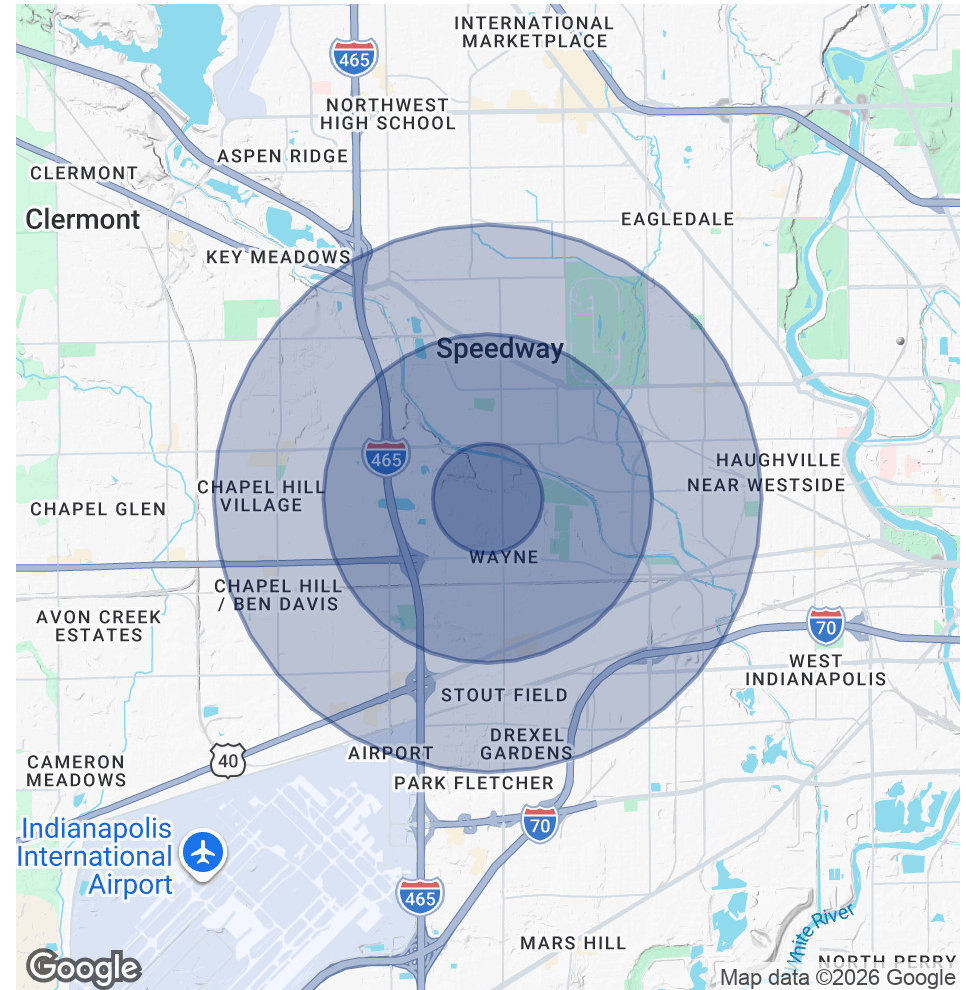 INTERNATIONAL
MARKETPLACE
465
NORTHWEST
HIGH SCHOOL
ASPEN RIDGE
CLERMONT
Clermont
EAGLEDALE
KEY MEADOWS
Speedway
465
HAUGHVILLE
NEAR WESTSIDE
CHAPEL HILL
VILLAGE
CHAPEL GLEN
WAYNE
CHAPEL HILL
/ BEN DAVIS
AVON CREEK
ESTATES
70
WEST
INDIANAPOLIS
STOUT FIELD
DREXEL
GARDENS
AIRPORT
40
CAMERON
MEADOWS
PARK FLETCHER
70
Indianapolis
International
Airport
465
White River
MARS HILL
NORTH PERRY
Google
Map data ©2026 Google